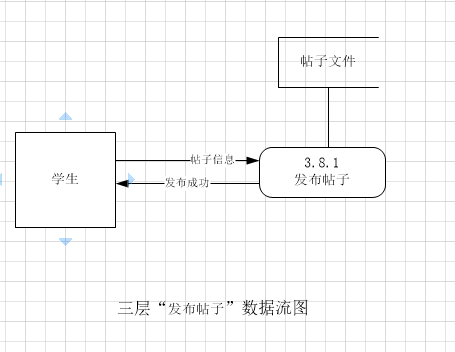 帖子文件
学生
帖子信息
发布成功
3.8.1
发布帖子
三层“发布帖子”数据流图